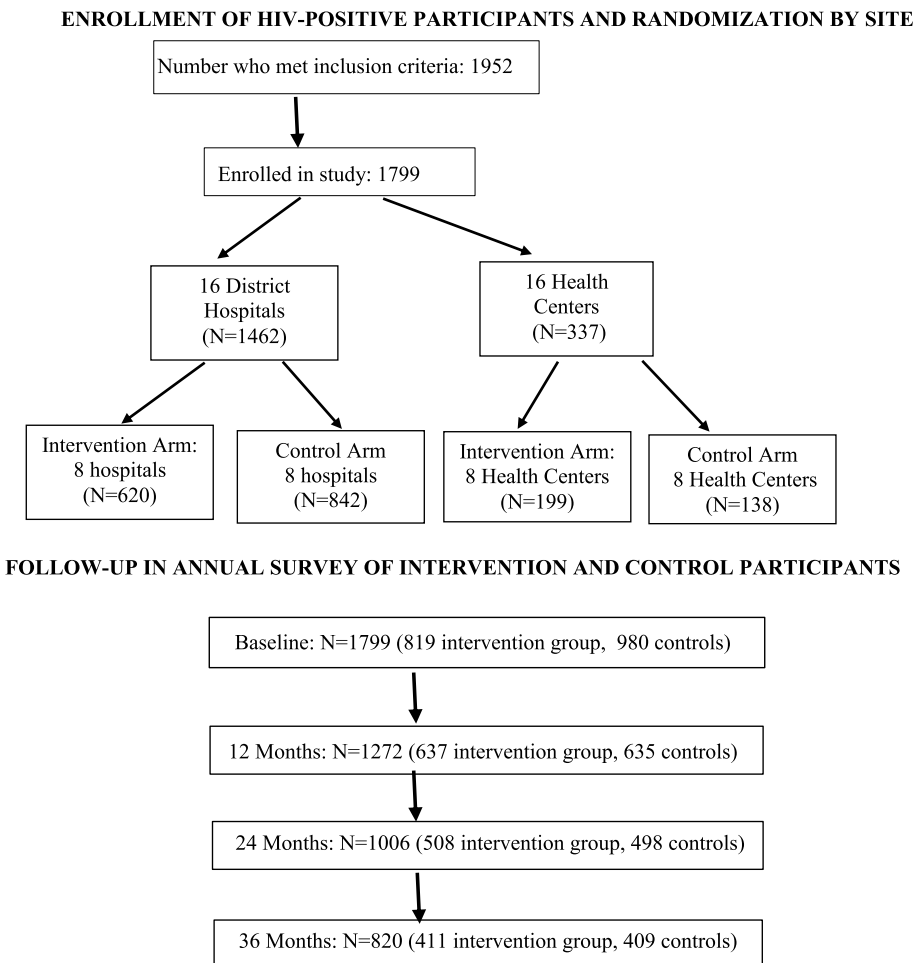 ENROLLMENT OF HIV-POSITIVE PARTICIPANTS AND RANDOMIZATION BY SITE
Number who met inclusion criteria: 1952
Enrolled in study: 1799
16 District
Hospitals
(N=1462)
16 Health
Centers
(N=337)
Intervention Arm:
8 hospitals
(N=620)
Control Arm
8 hospitals
(N=842)
Intervention Arm:
8 Health Centers
(N=199)
Control Arm
8 Health Centers
(N=138)
FOLLOW-UP IN ANNUAL SURVEY OF INTERVENTION AND CONTROL PARTICIPANTS
Baseline: N=1799 (819 intervention group, 980 controls)
12 Months: N=1272 (637 intervention group, 635 controls)
24 Months: N=1006 (508 intervention group, 498 controls)
36 Months: N=820 (411 intervention group, 409 controls)